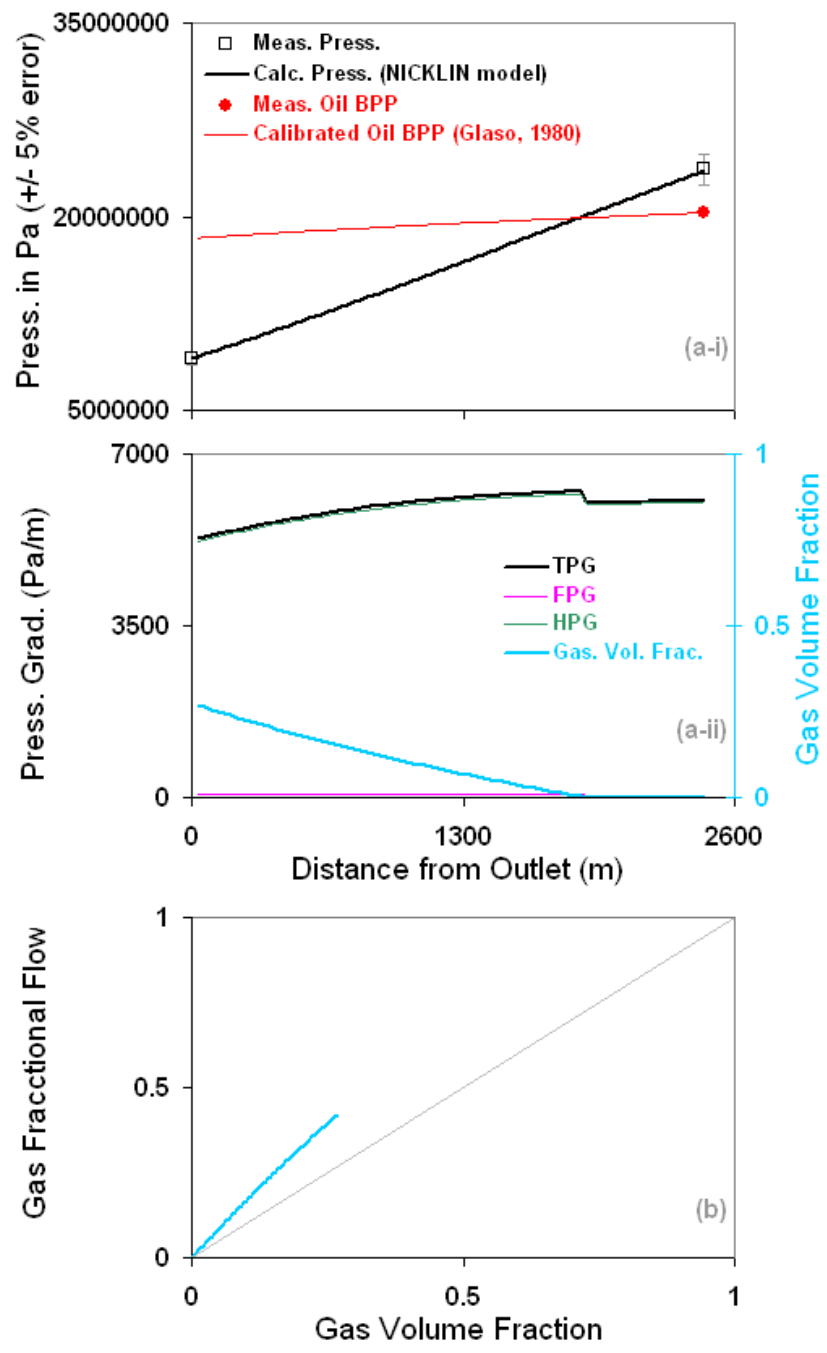 35000000
Meas. Press.
Calc. Press. (NICKLIN model)
Meas. Oil BPP
Calibrated Oil BPP (Glaso, 1980)
Press. in Pa (+/- 5% error)
20000000
(a-i)
5000000
7000
1
Press. Grad. (Pa/m)
Gas Volume Fraction
TPG
FPG
HPG
Gas. Vol. Frac.
3500
0.5
(a-ii)
0
0
0
1300
2600
Distance from Outlet (m)
1
Gas Fracctional Flow
0.5
(b)
0
0
0.5
1
Gas Volume Fraction